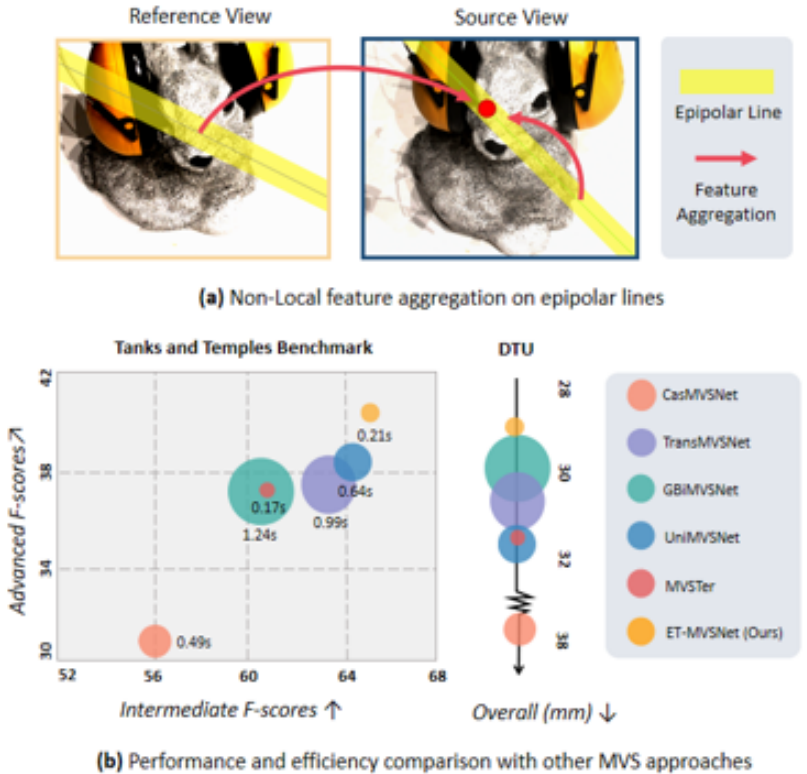 Reference View
Source View
Epipolar Line
Feature
Aggregation
(a) Non-Local feature aggregation on epipolar lines
Tanks and Temples Benchmark
DTU
42
38
34
30
Advanced F-scores↗
0.21s
0.64s
0.17s
0.99s
1.24s
0.49s
52
56
60
64
68
Intermediate F-scores ↑
28
30
32
38
Overall (mm) ↓
CasMVSNet
TransMVSNet
GBiMVSNet
UniMVSNet
MVSTer
ET-MVSNet (Ours)
(b) Performance and efficiency comparison with other MVS approaches